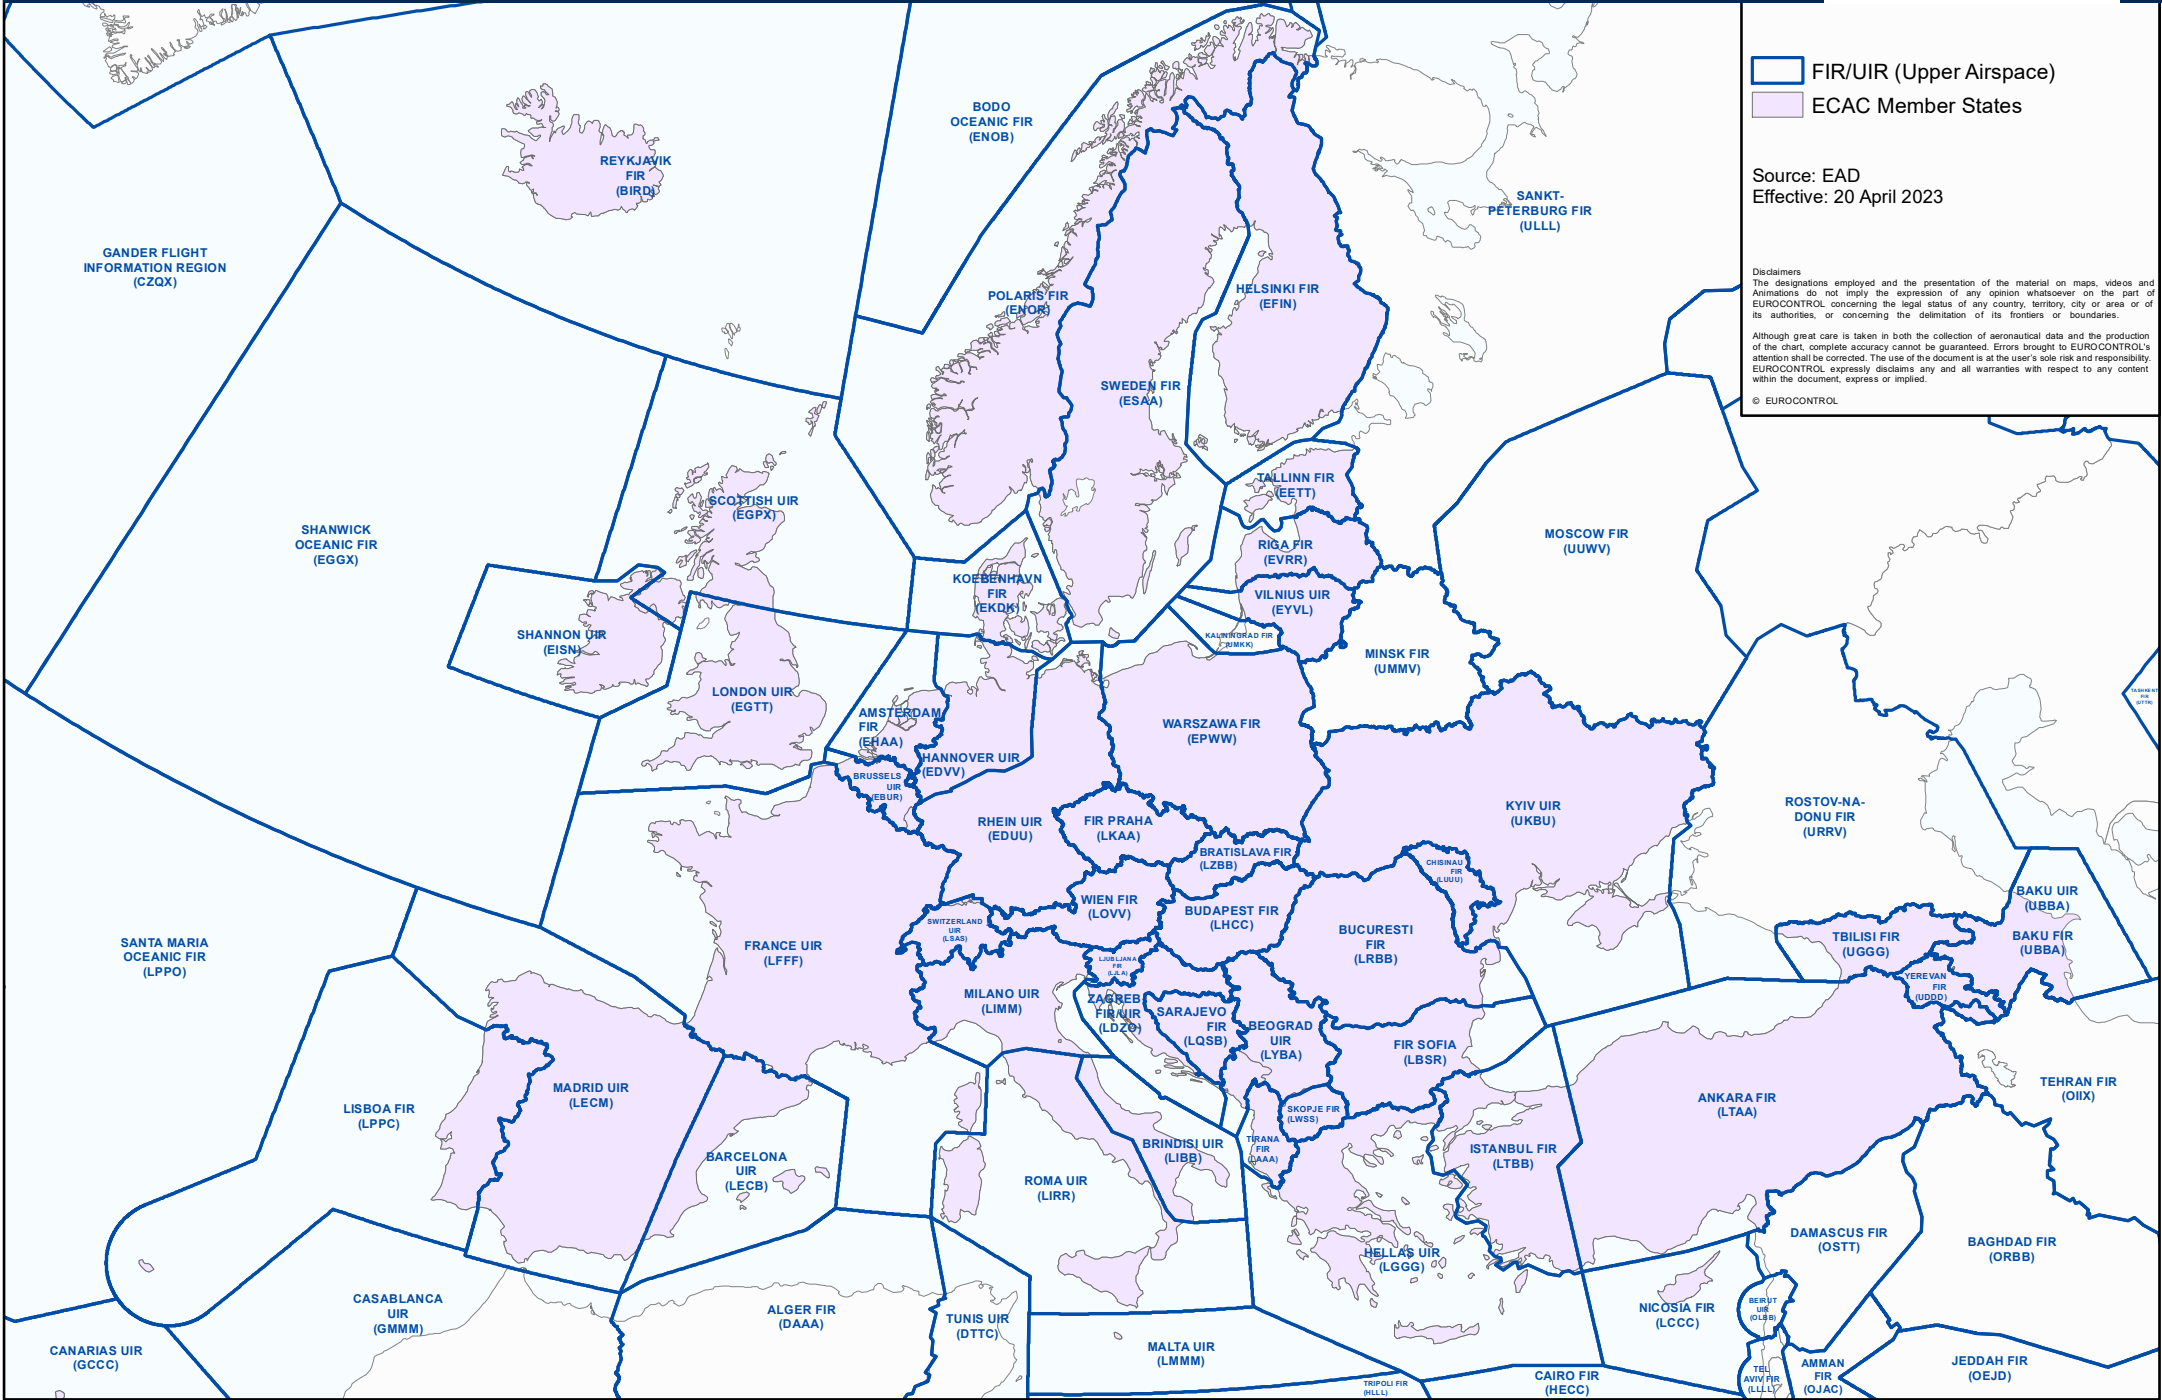 FIR/UIR (Upper Airspace)
ECAC Member States
Source: EAD
Effective: 20 April 2023
Disclaimers
The designations employed and the presentation of the material on maps, videos and
Animations do not imply the expression of any opinion whatsoever on the part of
EUROCONTROL concerning the legal status of any country, territory, city or area or of
its authorities, or concerning the delimitation of its frontiers or boundaries.
Although great care is taken in both the collection of aeronautical data and the production
of the chart, complete accuracy cannot be guaranteed. Errors brought to EUROCONTROL's
attention shall be corrected. The use of the document is at the user's sole risk and responsibility.
EUROCONTROL expressly disclaims any and all warranties with respect to any content
within the document, express or implied.
© EUROCONTROL
BODO
OCEANIC FIR
(ENOB)
REYKJAVIK
FIR
(BIRD)
SANKT-
PETERBURG FIR
(ULLL)
GANDER FLIGHT
INFORMATION REGION
(CZQX)
POLARIS FIR
(ENOR)
HELSINKI FIR
(EFIN)
SWEDEN FIR
(ESAA)
TALLINN FIR
(EETT)
SCOTTISH UIR
(EGPX)
SHANWICK
OCEANIC FIR
(EGGX)
MOSCOW FIR
(UUWV)
RIGA FIR
(EVRR)
KOEBENHAVN
FIR
(EKDK)
VILNIUS UIR
(EYVL)
SHANNON UIR
(EISN)
KALININGRAD FIR
(UMKK)
MINSK FIR
(UMMV)
LONDON UIR
(EGTT)
TASHKENT
FIR
(UTTR)
AMSTERDAM
FIR
(EHAA)
WARSZAWA FIR
(EPWW)
HANNOVER UIR
(EDVV)
BRUSSELS
UIR
(EBUR)
RHEIN UIR
(EDUU)
FIR PRAHA
(LKAA)
KYIV UIR
(UKBU)
ROSTOV-NA-
DONU FIR
(URRV)
BRATISLAVA FIR
(LZBB)
CHISINAU
FIR
(LUUU)
WIEN FIR
(LOVV)
BUDAPEST FIR
(LHCC)
BAKU UIR
(UBBA)
SWITZERLAND
UIR
(LSAS)
SANTA MARIA
OCEANIC FIR
(LPPO)
FRANCE UIR
(LFFF)
BUCURESTI
FIR
(LRBB)
TBILISI FIR
(UGGG)
BAKU FIR
(UBBA)
LJUBLJANA
FIR
(LJLA)
YEREVAN
FIR
(UDDD)
MILANO UIR
(LIMM)
ZAGREB
FIR/UIR
(LDZO)
SARAJEVO
FIR
(LQSB)
BEOGRAD
UIR
(LYBA)
FIR SOFIA
(LBSR)
MADRID UIR
(LECM)
LISBOA FIR
(LPPC)
ANKARA FIR
(LTAA)
TEHRAN FIR
(OIIX)
SKOPJE FIR
(LWSS)
TIRANA
FIR
(LAAA)
BRINDISI UIR
(LIBB)
ISTANBUL FIR
(LTBB)
BARCELONA
UIR
(LECB)
ROMA UIR
(LIRR)
DAMASCUS FIR
(OSTT)
BAGHDAD FIR
(ORBB)
HELLAS UIR
(LGGG)
CASABLANCA
UIR
(GMMM)
ALGER FIR
(DAAA)
TUNIS UIR
(DTTC)
NICOSIA FIR
(LCCC)
BEIRUT
UIR
(OLBB)
CANARIAS UIR
(GCCC)
MALTA UIR
(LMMM)
TRIPOLI FIR
(HLLL)
CAIRO FIR
(HECC)
TEL
AVIV FIR
(LLLL)
AMMAN
FIR
(OJAC)
JEDDAH FIR
(OEJD)